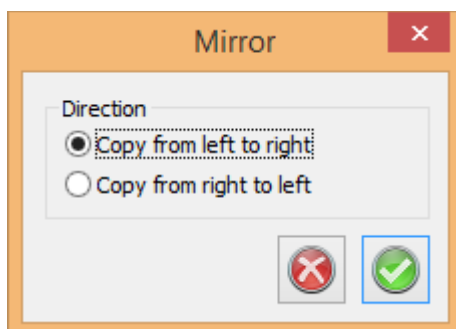 Mirror
Direction
Copy from left to right
Copy from right to left